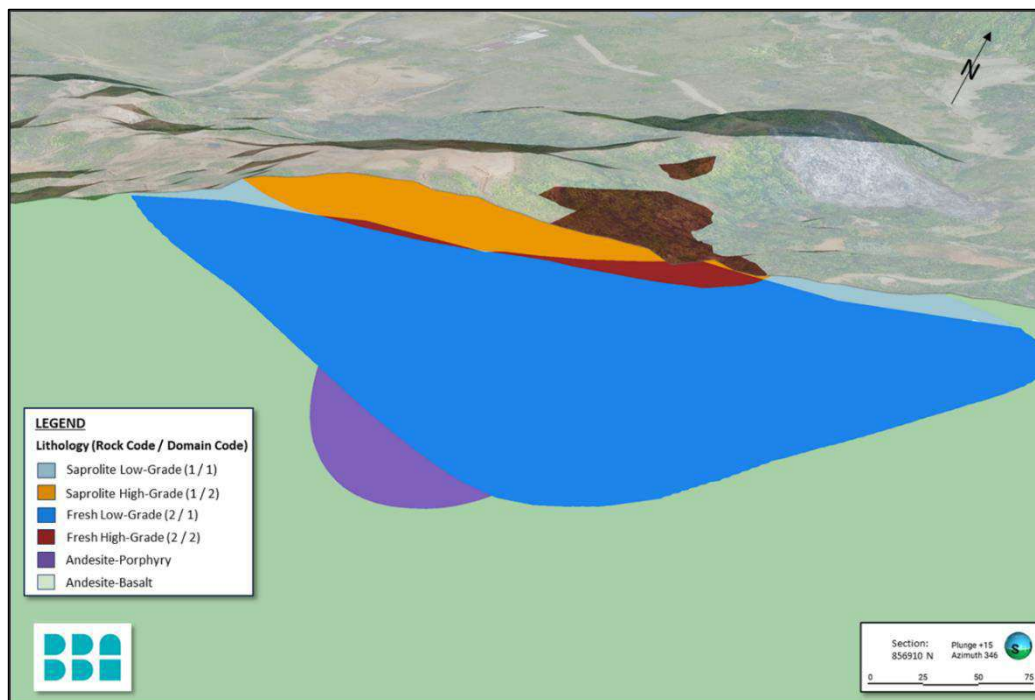 N
LEGEND
Lithology (Rock Code / Domain Code)
Saprolite Low-Grade (1 / 1)
Saprolite High-Grade (1 / 2)
Fresh Low-Grade (2 / 1)
Fresh High-Grade (2 / 2)
Andesite-Porphyry
Andesite-Basalt
BBA
Section:
856910 N
Plunge +15
Azimuth 346
S
0 25 50 75